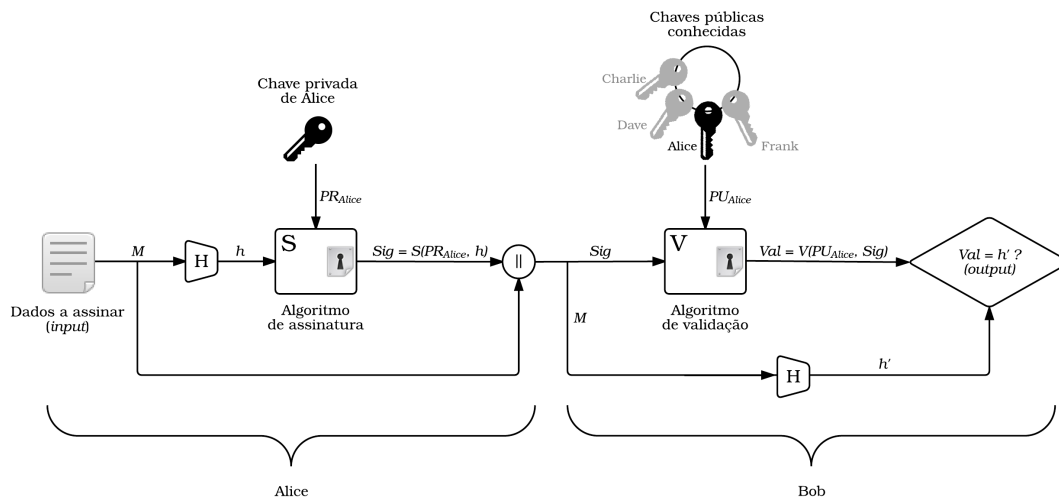 Chaves públicas
conhecidas
Charlie
Dave
Alice
Frank
Chave privada
de Alice
PR_Alice
PU_Alice
M
H
h
S
Sig = S(PR_Alice, h)
||
Sig
V
Val = V(PU_Alice, Sig)
Val = h' ?
(output)
Dados a assinar
(input)
Algoritmo
de assinatura
M
Algoritmo
de validação
H
h'
Alice
Bob